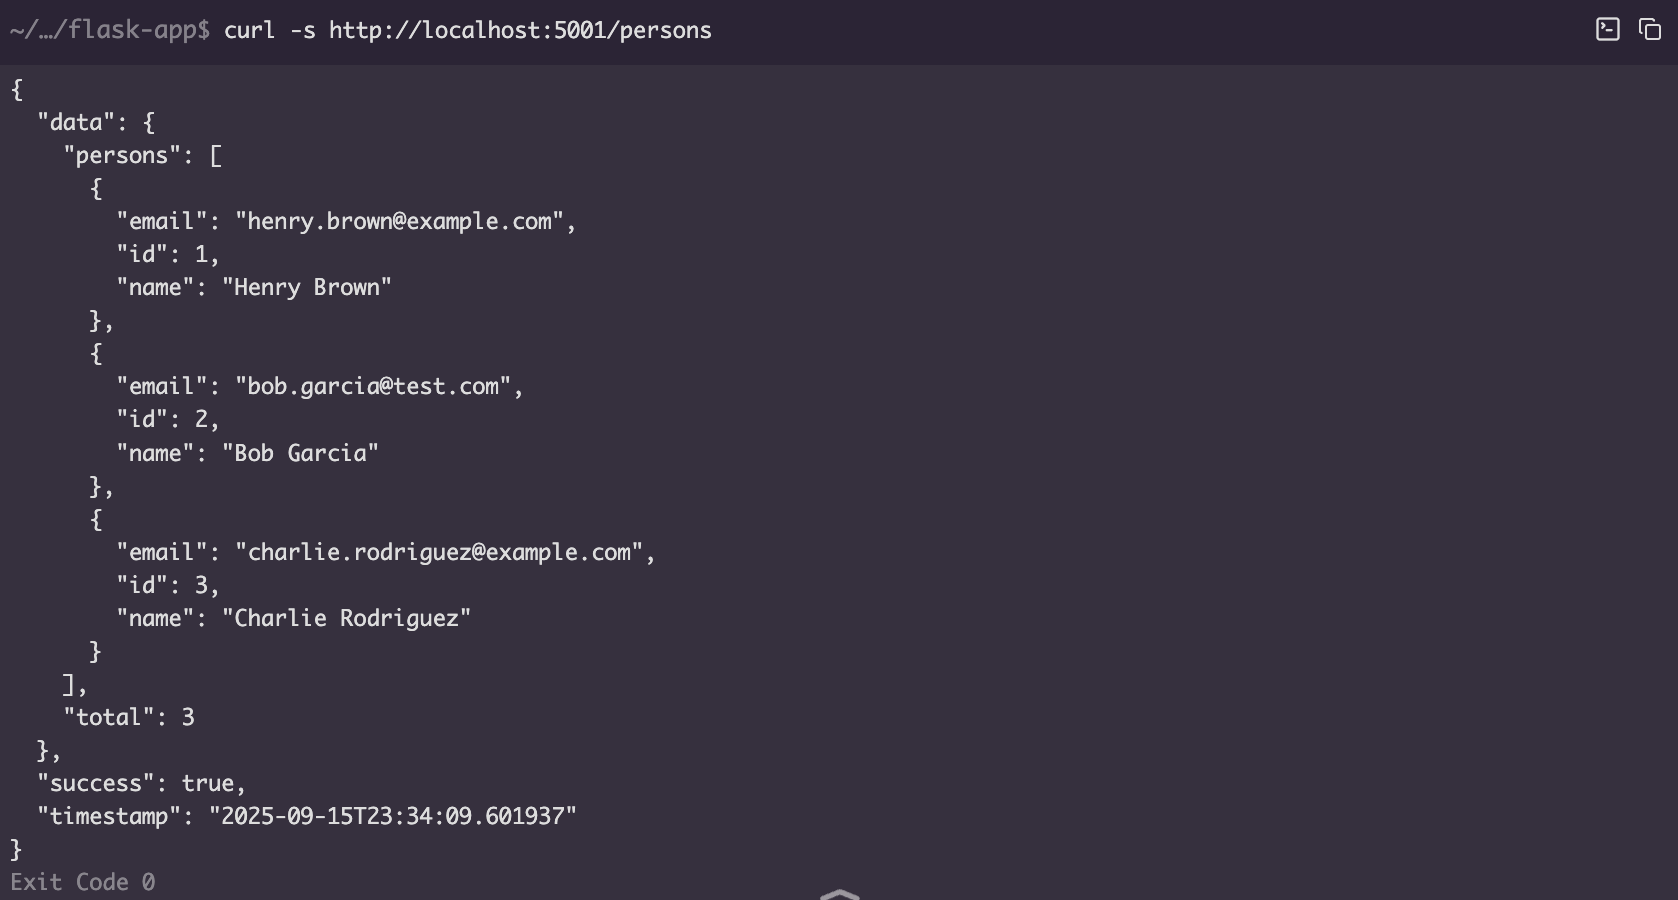 ~/…/flask-app$ curl -s http://localhost:5001/persons
{
  "data": {
    "persons": [
      {
        "email": "henry.brown@example.com",
        "id": 1,
        "name": "Henry Brown"
      },
      {
        "email": "bob.garcia@test.com",
        "id": 2,
        "name": "Bob Garcia"
      },
      {
        "email": "charlie.rodriguez@example.com",
        "id": 3,
        "name": "Charlie Rodriguez"
      }
    ],
    "total": 3
  },
  "success": true,
  "timestamp": "2025-09-15T23:34:09.601937"
}
Exit Code 0